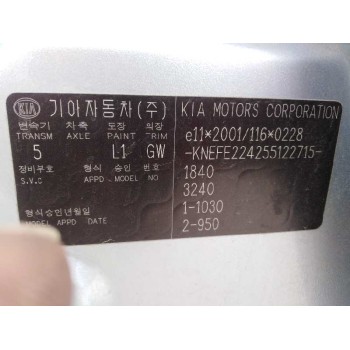 KIA 기아자동차(주)
변속기 차축 도장 의장
TRANSM AXLE PAINT TRIM
5 L1 GW
정비부호 형식 승인 번호
S.V.C APPD - MODEL NO
형식승인년월일
MODEL APPD DATE
KIA MOTORS CORPORATION
e11*2001/116*0228
-KNEFE224255122715-
1840
3240
1-1030
2-950